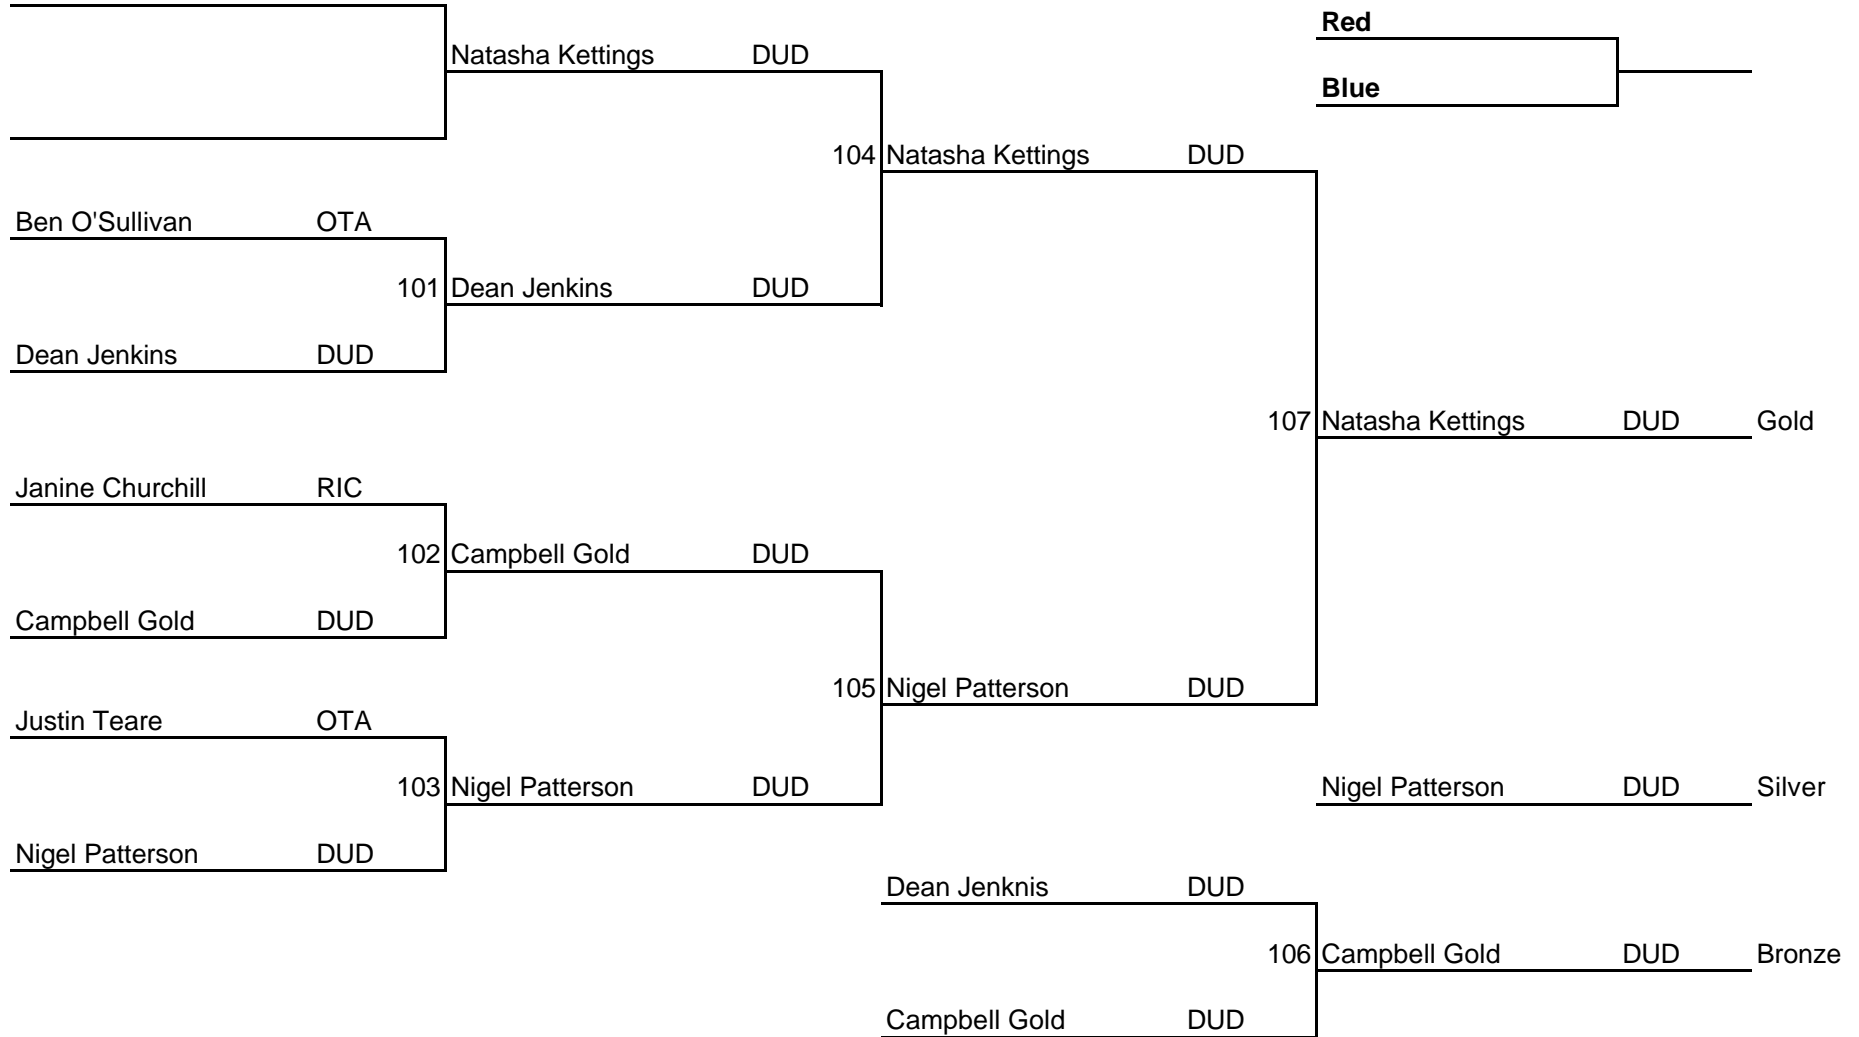 Red
Natasha Kettings DUD
Blue
104 Natasha Kettings DUD
Ben O'Sullivan OTA
101 Dean Jenkins DUD
Dean Jenkins DUD
107 Natasha Kettings DUD Gold
Janine Churchill RIC
102 Campbell Gold DUD
Campbell Gold DUD
105 Nigel Patterson DUD
Justin Teare OTA
103 Nigel Patterson DUD Nigel Patterson DUD Silver
Nigel Patterson DUD
Dean Jenknis DUD
106 Campbell Gold DUD Bronze
Campbell Gold DUD